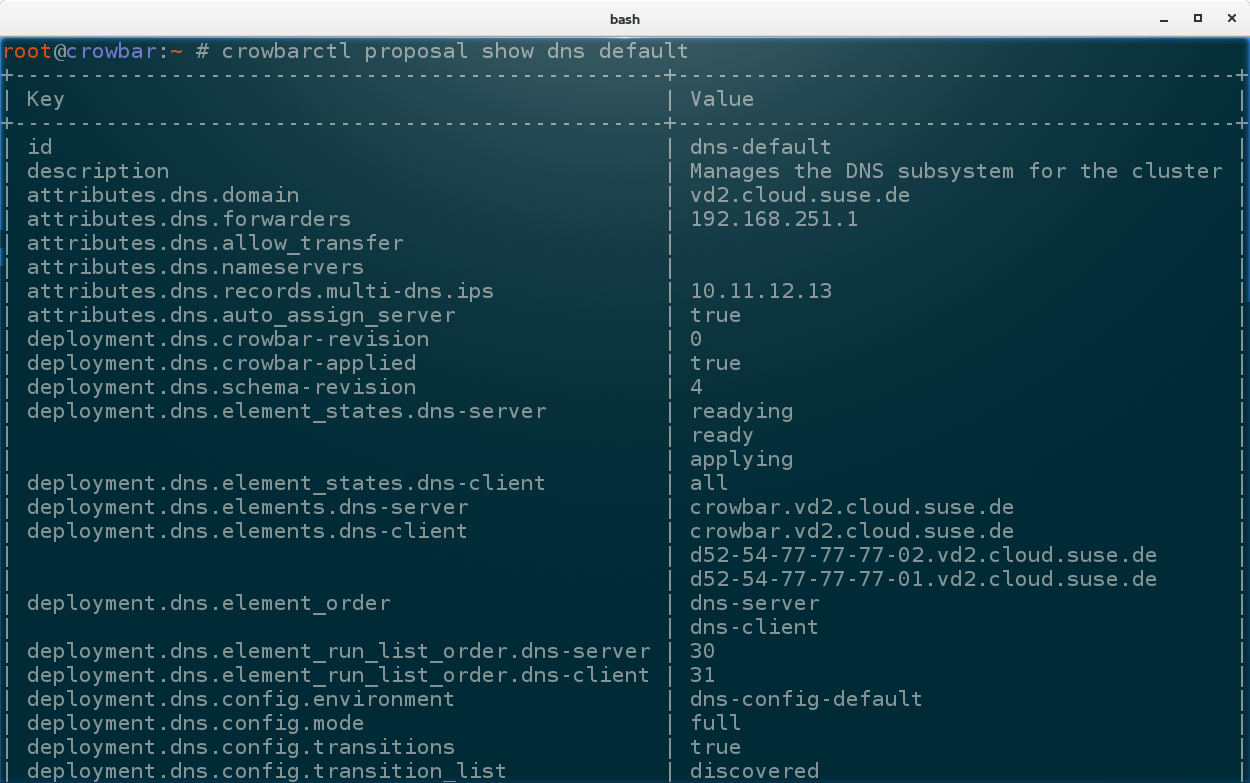 bash
root@crowbar:~ # crowbarctl proposal show dns default
+--------------------------------------------------+-------------------------------------------+
| Key                                              | Value                                     |
+--------------------------------------------------+-------------------------------------------+
| id                                               | dns-default                               |
| description                                      | Manages the DNS subsystem for the cluster |
| attributes.dns.domain                            | vd2.cloud.suse.de                         |
| attributes.dns.forwarders                        | 192.168.251.1                             |
| attributes.dns.allow_transfer                    |                                           |
| attributes.dns.nameservers                       |                                           |
| attributes.dns.records.multi-dns.ips             | 10.11.12.13                               |
| attributes.dns.auto_assign_server                | true                                      |
| deployment.dns.crowbar-revision                  | 0                                         |
| deployment.dns.crowbar-applied                   | true                                      |
| deployment.dns.schema-revision                   | 4                                         |
| deployment.dns.element_states.dns-server         | readying                                  |
|                                                  | ready                                     |
|                                                  | applying                                  |
| deployment.dns.element_states.dns-client         | all                                       |
| deployment.dns.elements.dns-server               | crowbar.vd2.cloud.suse.de                 |
| deployment.dns.elements.dns-client               | crowbar.vd2.cloud.suse.de                 |
|                                                  | d52-54-77-77-77-02.vd2.cloud.suse.de      |
|                                                  | d52-54-77-77-77-01.vd2.cloud.suse.de      |
| deployment.dns.element_order                     | dns-server                                |
|                                                  | dns-client                                |
| deployment.dns.element_run_list_order.dns-server | 30                                        |
| deployment.dns.element_run_list_order.dns-client | 31                                        |
| deployment.dns.config.environment                | dns-config-default                        |
| deployment.dns.config.mode                       | full                                      |
| deployment.dns.config.transitions                | true                                      |
| deployment.dns.config.transition_list            | discovered                                |